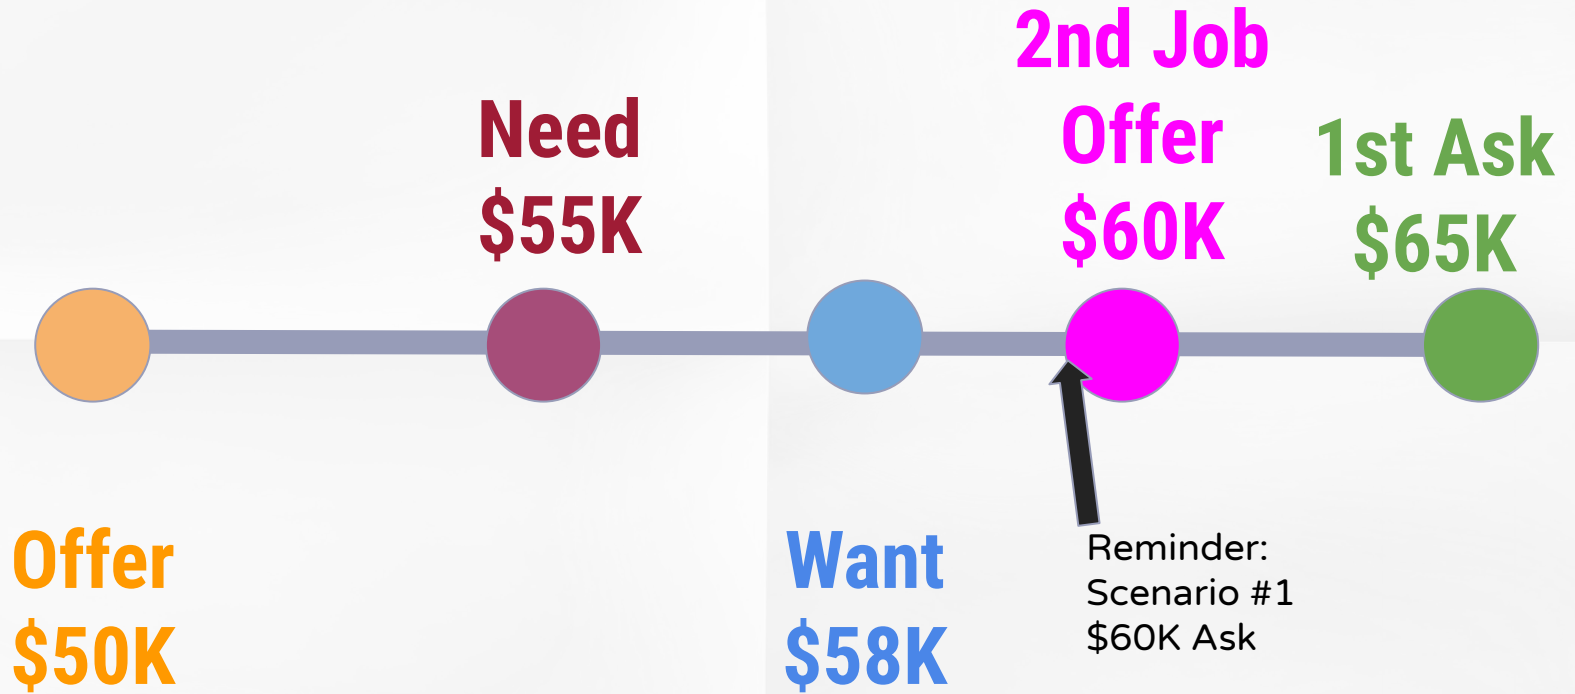 Offer
$50K
Need
$55K
Want
$58K
2nd Job
Offer
$60K
Reminder:
Scenario #1
$60K Ask
1st Ask
$65K